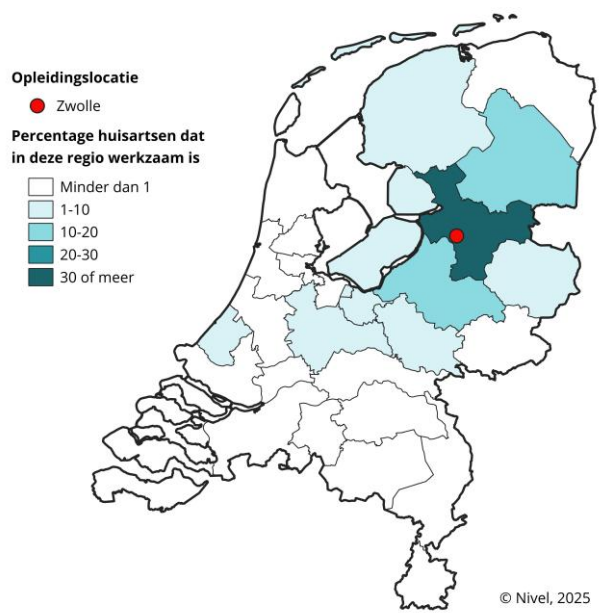 Opleidingslocatie
Zwolle
Percentage huisartsen dat
in deze regio werkzaam is
Minder dan 1
1-10
10-20
20-30
30 of meer
© Nivel, 2025